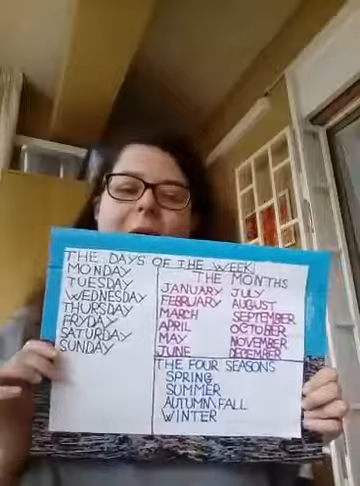 THE DAYS OF THE WEEK
MONDAY
TUESDAY
WEDNESDAY
THURSDAY
FRYDAY
SATURDAY
SUNDAY
THE MONTHS
JANUARY JULY
FEBRUARY AUGUST
MARCH SEPTEMBER
APRIL OCTOBER
MAY NOVEMBER
JUNE DECEMBER
THE FOUR SEASONS
SPRING
SUMMER
AUTUMN\FALL
WINTER